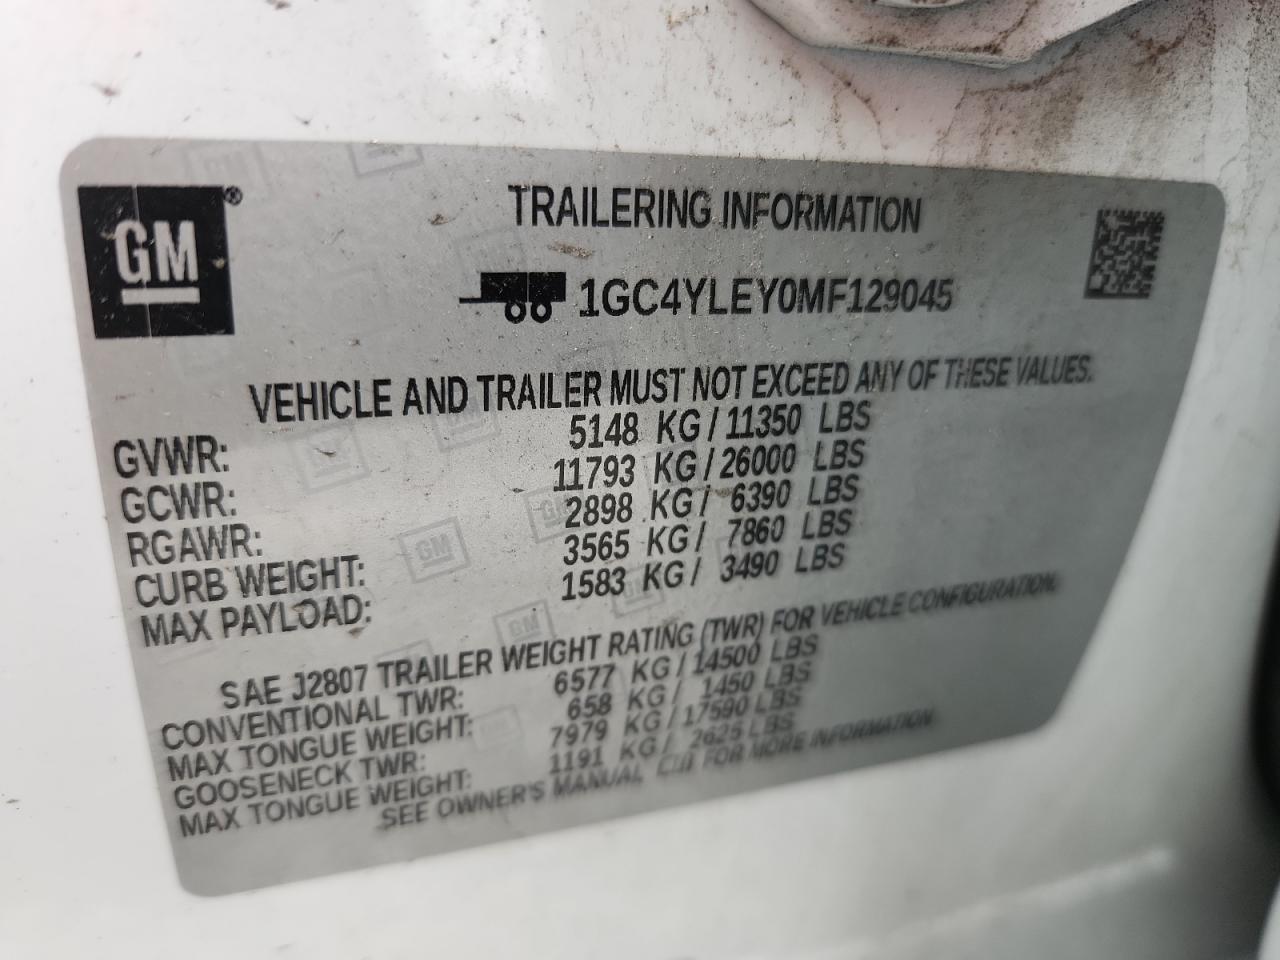 GM ®
TRAILERING INFORMATION
1GC4YLEY0MF129045
VEHICLE AND TRAILER MUST NOT EXCEED ANY OF THESE VALUES.
GVWR: 5148 KG / 11350 LBS
GCWR: 11793 KG / 26000 LBS
RGAWR: 2898 KG / 6390 LBS
CURB WEIGHT: 3565 KG / 7860 LBS
MAX PAYLOAD: 1583 KG / 3490 LBS
SAE J2807 TRAILER WEIGHT RATING (TWR) FOR VEHICLE CONFIGURATION.
CONVENTIONAL TWR: 6577 KG / 14500 LBS
MAX TONGUE WEIGHT: 658 KG / 1450 LBS
GOOSENECK TWR: 7979 KG / 17590 LBS
MAX TONGUE WEIGHT: 1191 KG / 2625 LBS
SEE OWNER'S MANUAL FOR MORE INFORMATION.